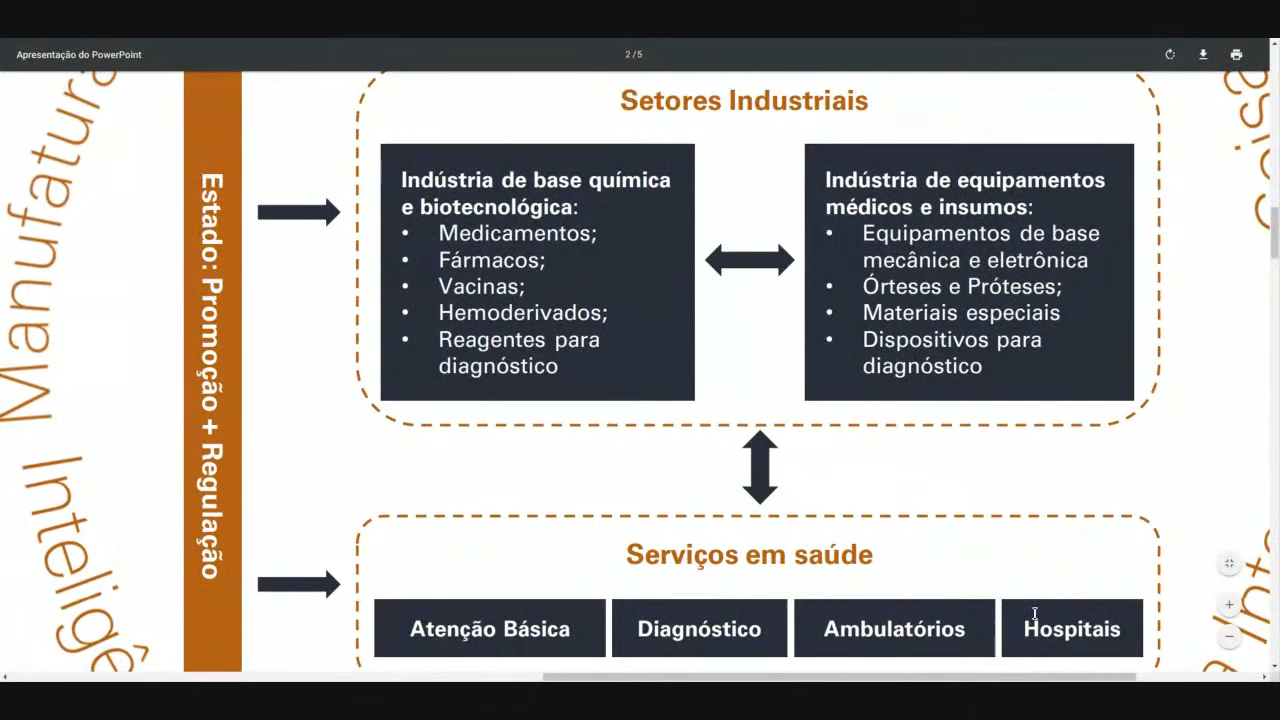 Apresentação do PowerPoint
2 / 5
Manufatura
Intelig
Estado: Promoção + Regulação
Setores Industriais
Indústria de base química
e biotecnológica:
• Medicamentos;
• Fármacos;
• Vacinas;
• Hemoderivados;
• Reagentes para
diagnóstico
Indústria de equipamentos
médicos e insumos:
• Equipamentos de base
mecânica e eletrônica
• Órteses e Próteses;
• Materiais especiais
• Dispositivos para
diagnóstico
Serviços em saúde
Atenção Básica
Diagnóstico
Ambulatórios
Hospitais